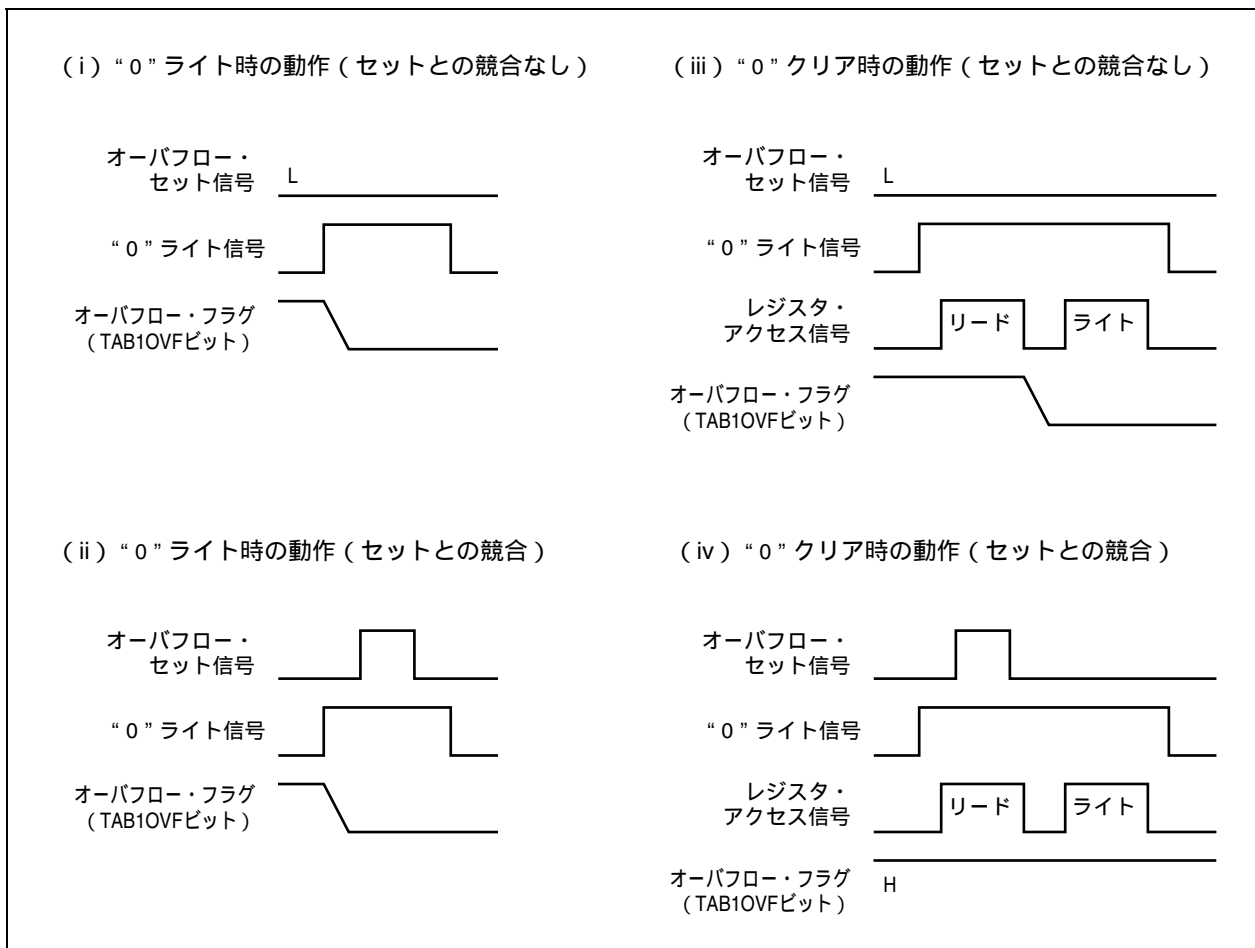 （i）“0”ライト時の動作（セットとの競合なし）
オーバフロー・
セット信号
L
“0”ライト信号
オーバフロー・フラグ
（TAB1OVFビット）
（iii）“0”クリア時の動作（セットとの競合なし）
オーバフロー・
セット信号
L
“0”ライト信号
レジスタ・
アクセス信号
リード
ライト
オーバフロー・フラグ
（TAB1OVFビット）
（ii）“0”ライト時の動作（セットとの競合）
オーバフロー・
セット信号
“0”ライト信号
オーバフロー・フラグ
（TAB1OVFビット）
（iv）“0”クリア時の動作（セットとの競合）
オーバフロー・
セット信号
“0”ライト信号
レジスタ・
アクセス信号
リード
ライト
オーバフロー・フラグ
（TAB1OVFビット）
H